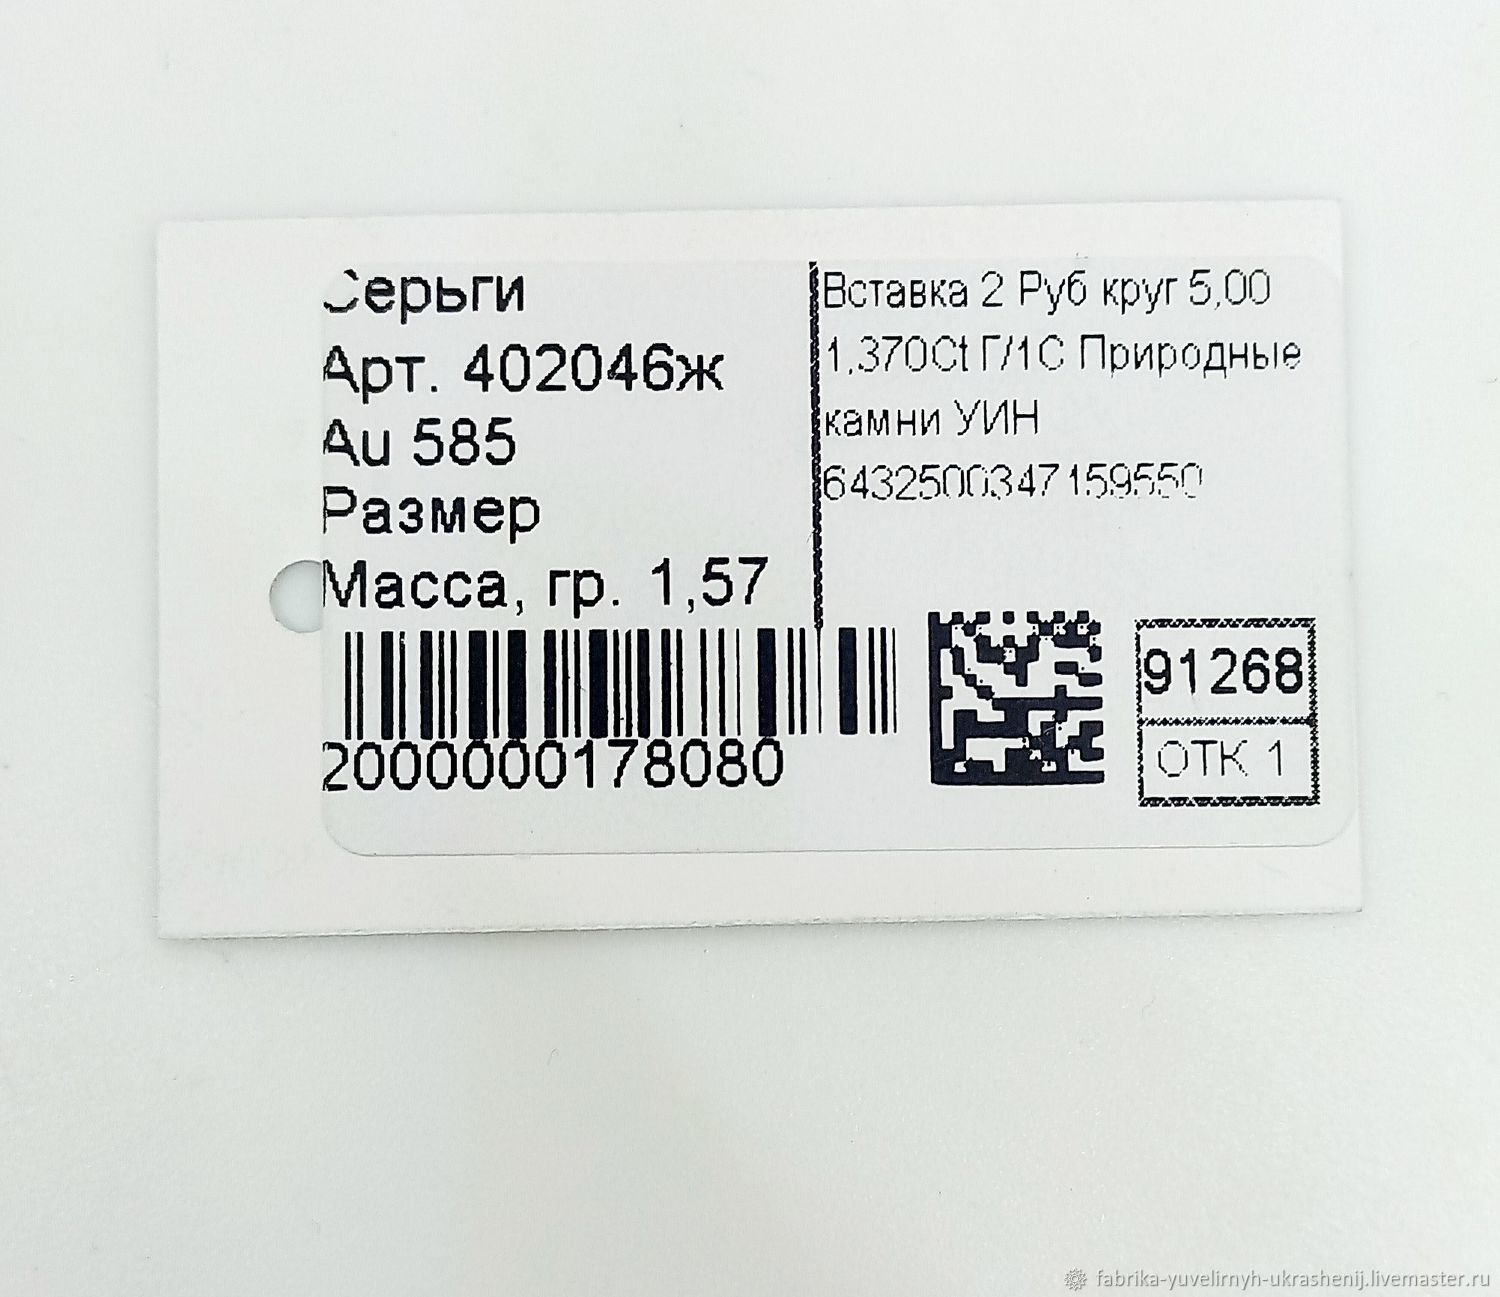 Серьги
Арт. 402046ж
Au 585
Размер
Масса, гр. 1,57
2000000178080
Вставка 2 Руб круг 5,00
1,370Ct Г/1С Природные
камни УИН
6432500347159550
91268
ОТК 1
fabrika-yuvelirnyh-ukrashenij.livemaster.ru